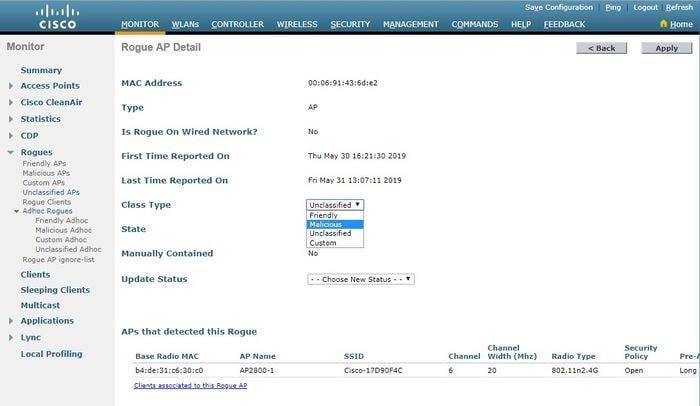 Save Configuration | Ping | Logout | Refresh
CISCO
MONITOR WLANs CONTROLLER WIRELESS SECURITY MANAGEMENT COMMANDS HELP FEEDBACK Home
Monitor
Summary
Access Points
Cisco CleanAir
Statistics
CDP
Rogues
Friendly APs
Malicious APs
Custom APs
Unclassified APs
Rogue Clients
Adhoc Rogues
Friendly Adhoc
Malicious Adhoc
Custom Adhoc
Unclassified Adhoc
Rogue AP ignore-list
Clients
Sleeping Clients
Multicast
Applications
Lync
Local Profiling
Rogue AP Detail
< Back Apply
MAC Address 00:06:91:43:6d:e2
Type AP
Is Rogue On Wired Network? No
First Time Reported On Thu May 30 16:21:30 2019
Last Time Reported On Fri May 31 13:07:11 2019
Class Type Unclassified
Friendly
Malicious
Unclassified
Custom
State
Manually Contained No
Update Status - - Choose New Status - -
APs that detected this Rogue
Base Radio MAC AP Name SSID Channel Channel Width (Mhz) Radio Type Security Policy Pre-A
b4:de:31:c6:30:c0 AP2800-1 Cisco-17D90F4C 6 20 802.11n2.4G Open Long
Clients associated to this Rogue AP